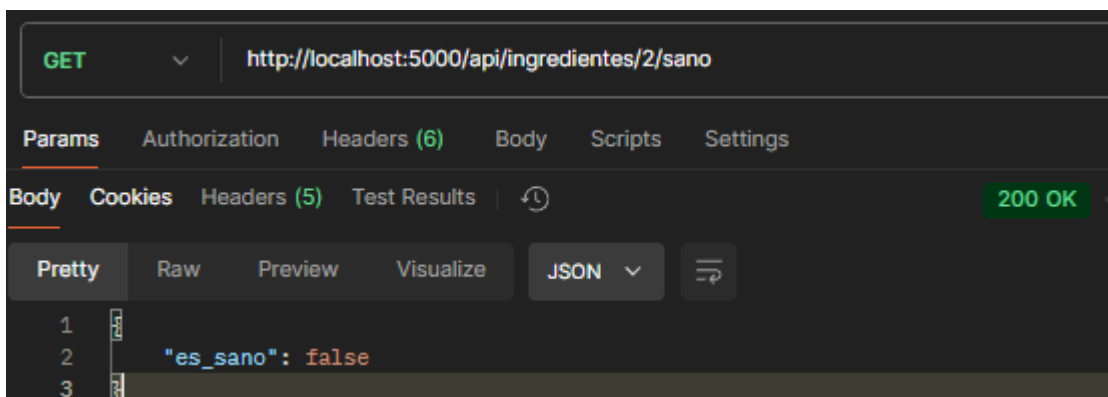 GET http://localhost:5000/api/ingredientes/2/sano
Params Authorization Headers (6) Body Scripts Settings
Body Cookies Headers (5) Test Results 200 OK
Pretty Raw Preview Visualize JSON
1 {
2 "es_sano": false
3 }